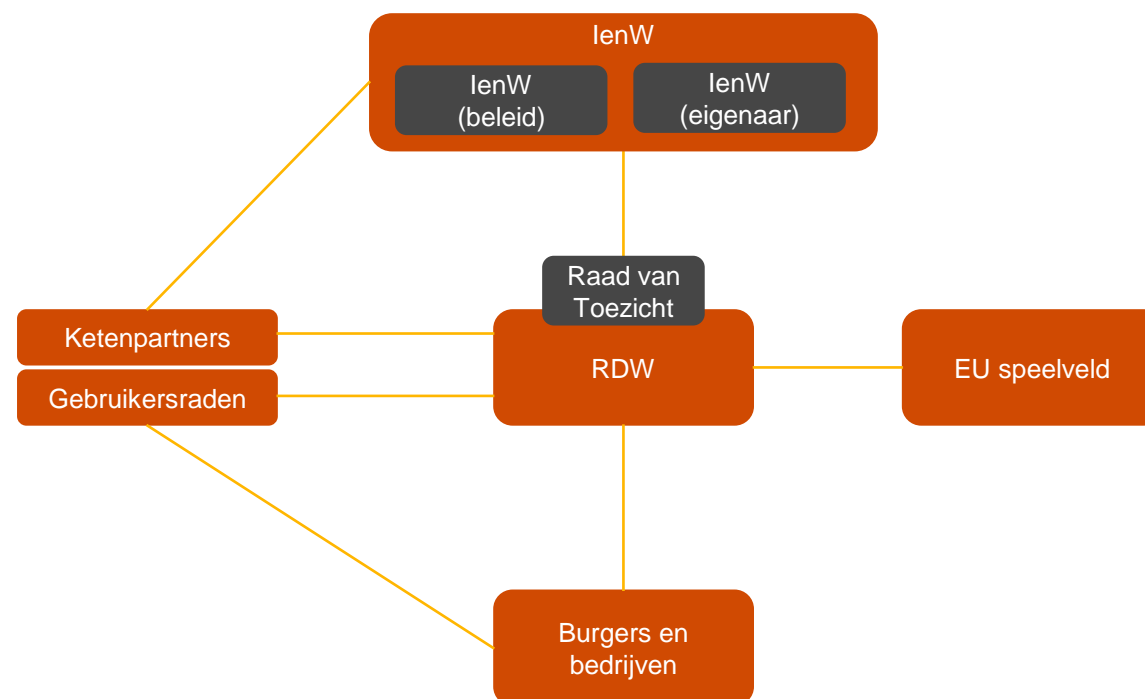 IenW
IenW
(beleid)
IenW
(eigenaar)
Raad van
Toezicht
Ketenpartners
RDW
EU speelveld
Gebruikersraden
Burgers en
bedrijven